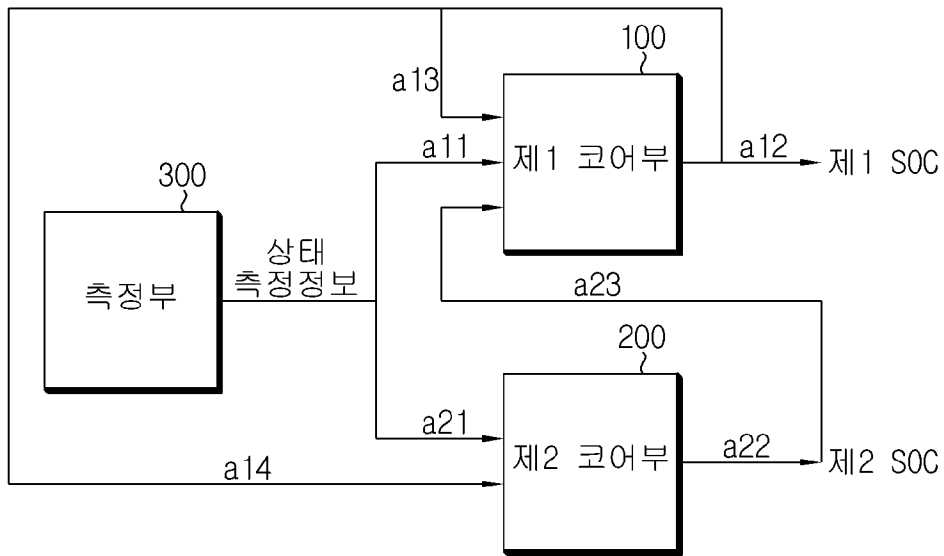 100
a13
a11
제1 코어부
a12
제1 SOC
300
상태
측정정보
측정부
a23
200
a21
제2 코어부
a22
제2 SOC
a14